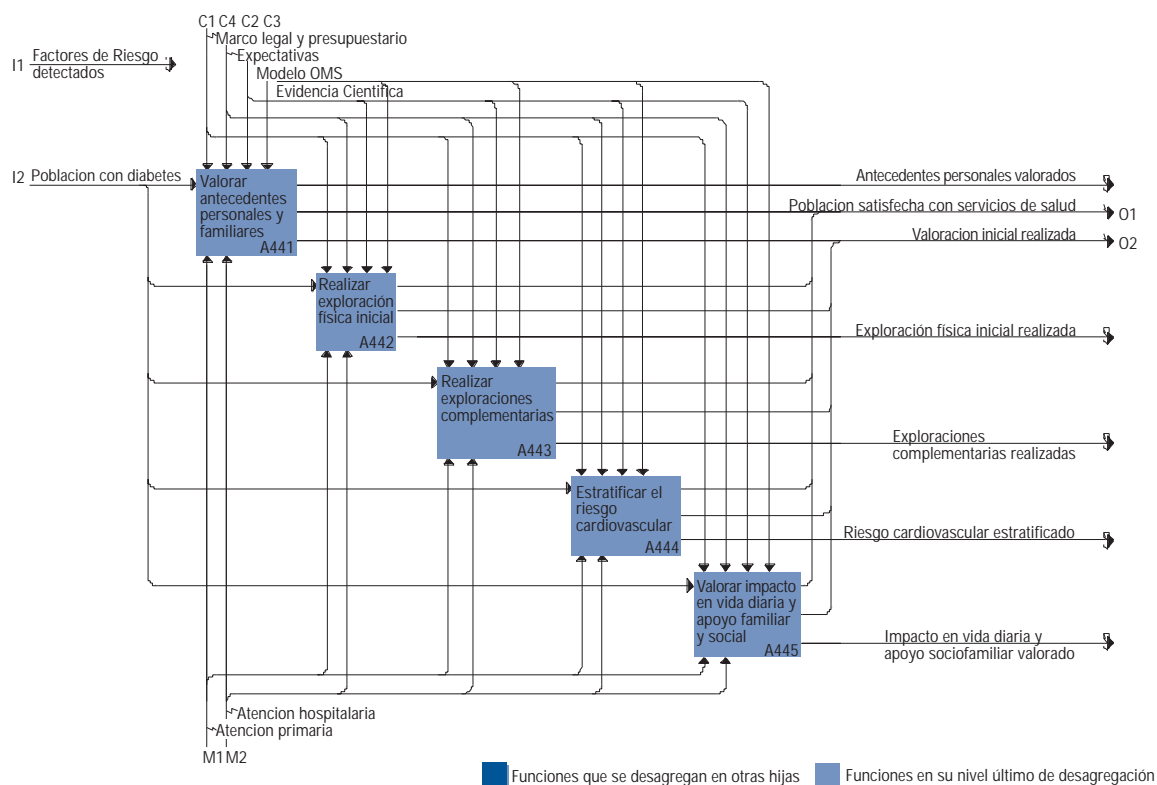 C1 C4 C2 C3
Marco legal y presupuestario
Expectativas
Modelo OMS
Evidencia Cientifica
I1 Factores de Riesgo
detectados
I2 Poblacion con diabetes
Valorar
antecedentes
personales y
familiares
A441
Antecedentes personales valorados
Poblacion satisfecha con servicios de salud
O1
Valoracion inicial realizada
O2
Realizar
exploración
física inicial
A442
Exploración física inicial realizada
Realizar
exploraciones
complementarias
A443
Exploraciones
complementarias realizadas
Estratificar el
riesgo
cardiovascular
A444
Riesgo cardiovascular estratificado
Valorar impacto
en vida diaria y
apoyo familiar
y social
A445
Impacto en vida diaria y
apoyo sociofamiliar valorado
Atencion hospitalaria
Atencion primaria
M1 M2
Funciones que se desagregan en otras hijas
Funciones en su nivel último de desagregación